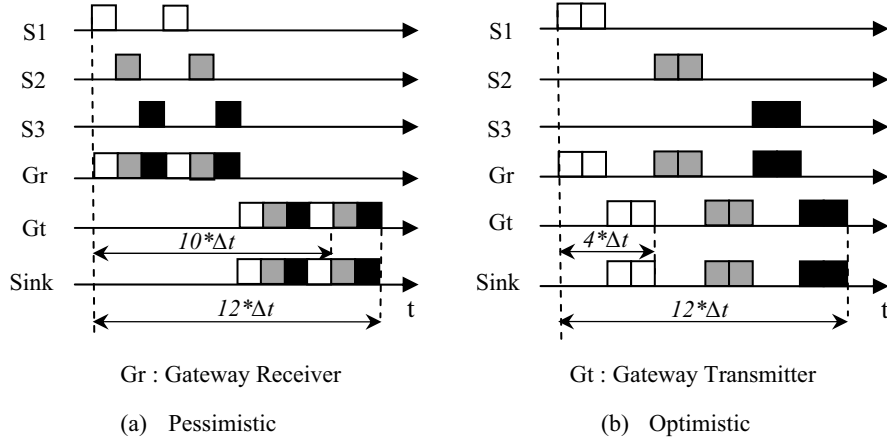 S1
S2
S3
Gr
Gt
10*Δt
Sink
12*Δt
t
S1
S2
S3
Gr
Gt
4*Δt
Sink
12*Δt
t
Gr : Gateway Receiver
Gt : Gateway Transmitter
(a) Pessimistic
(b) Optimistic